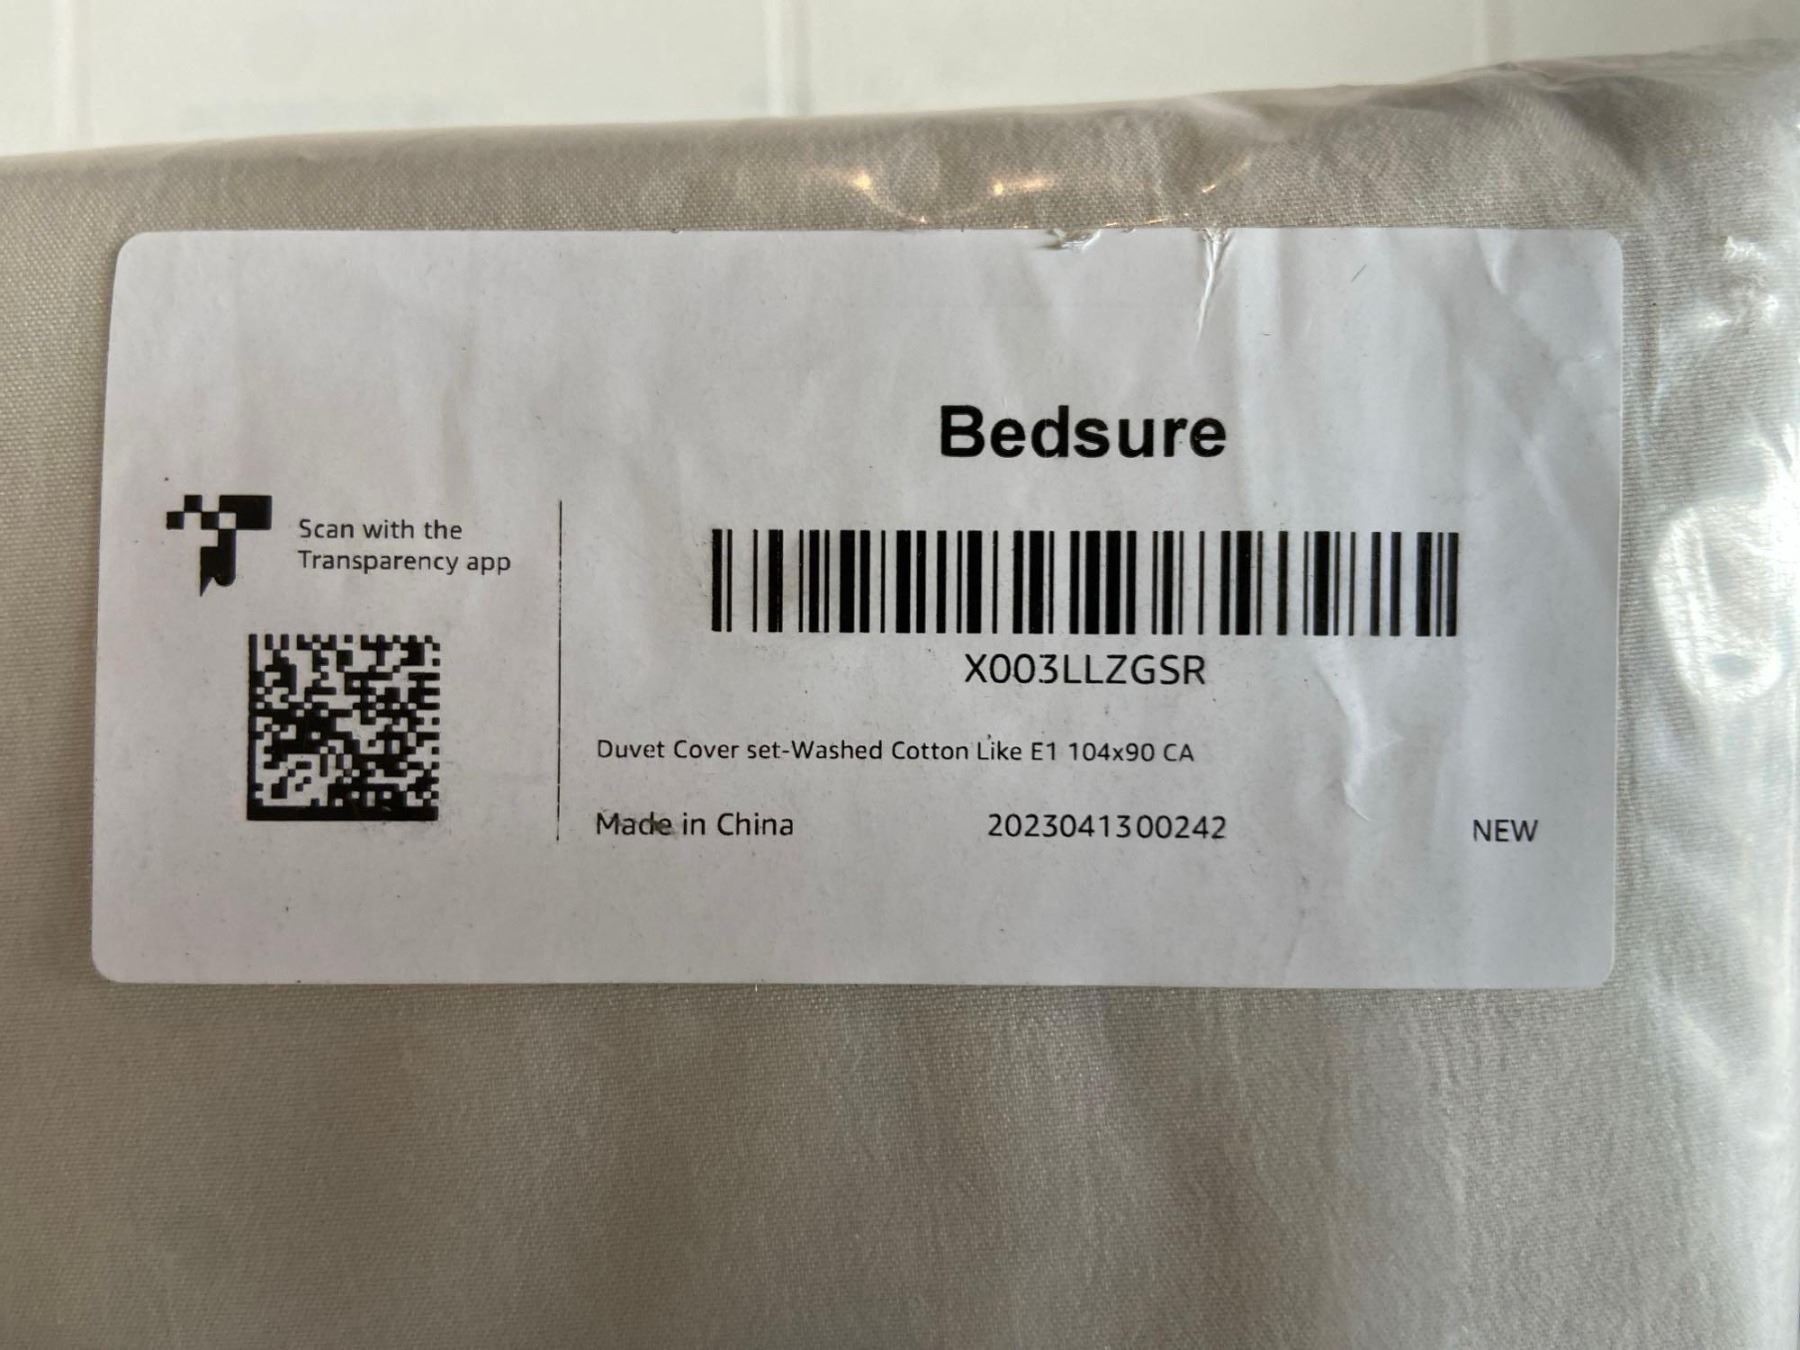 Bedsure
Scan with the
Transparency app
X003LLZGSR
Duvet Cover set-Washed Cotton Like E1 104x90 CA
Made in China 2023041300242 NEW